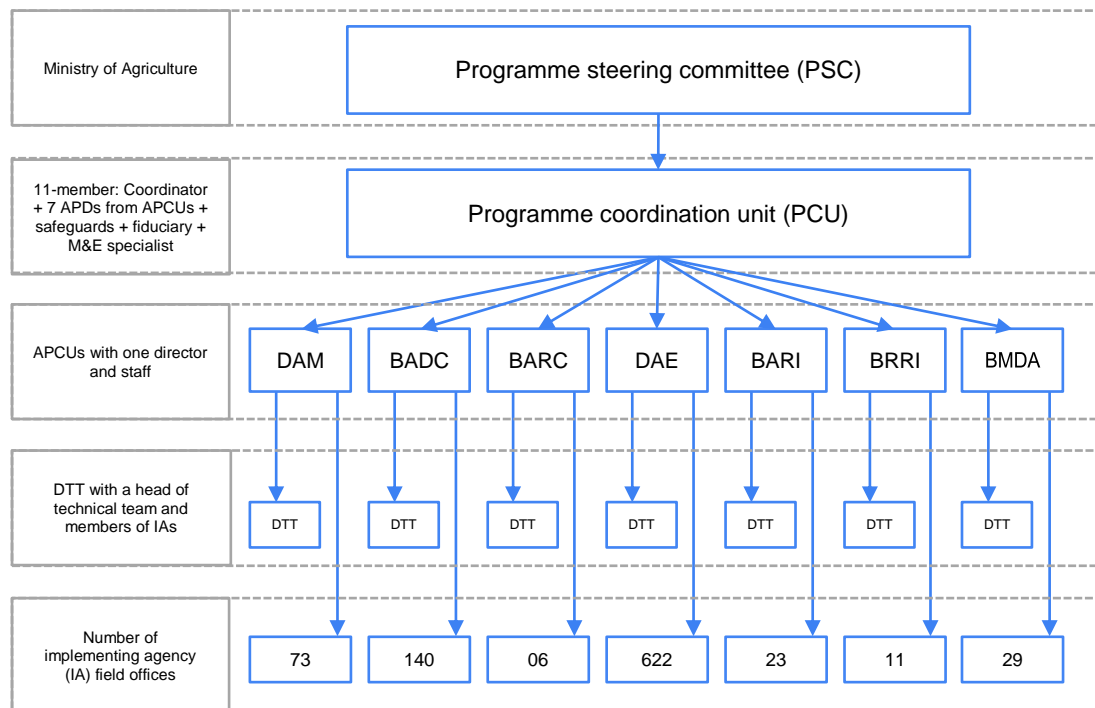 Ministry of Agriculture
Programme steering committee (PSC)
11-member: Coordinator
+ 7 APDs from APCUs +
safeguards + fiduciary +
M&E specialist
Programme coordination unit (PCU)
APCUs with one director
and staff
DAM
BADC
BARC
DAE
BARI
BRRI
BMDA
DTT with a head of
technical team and
members of IAs
DTT
DTT
DTT
DTT
DTT
DTT
DTT
Number of
implementing agency
(IA) field offices
73
140
06
622
23
11
29